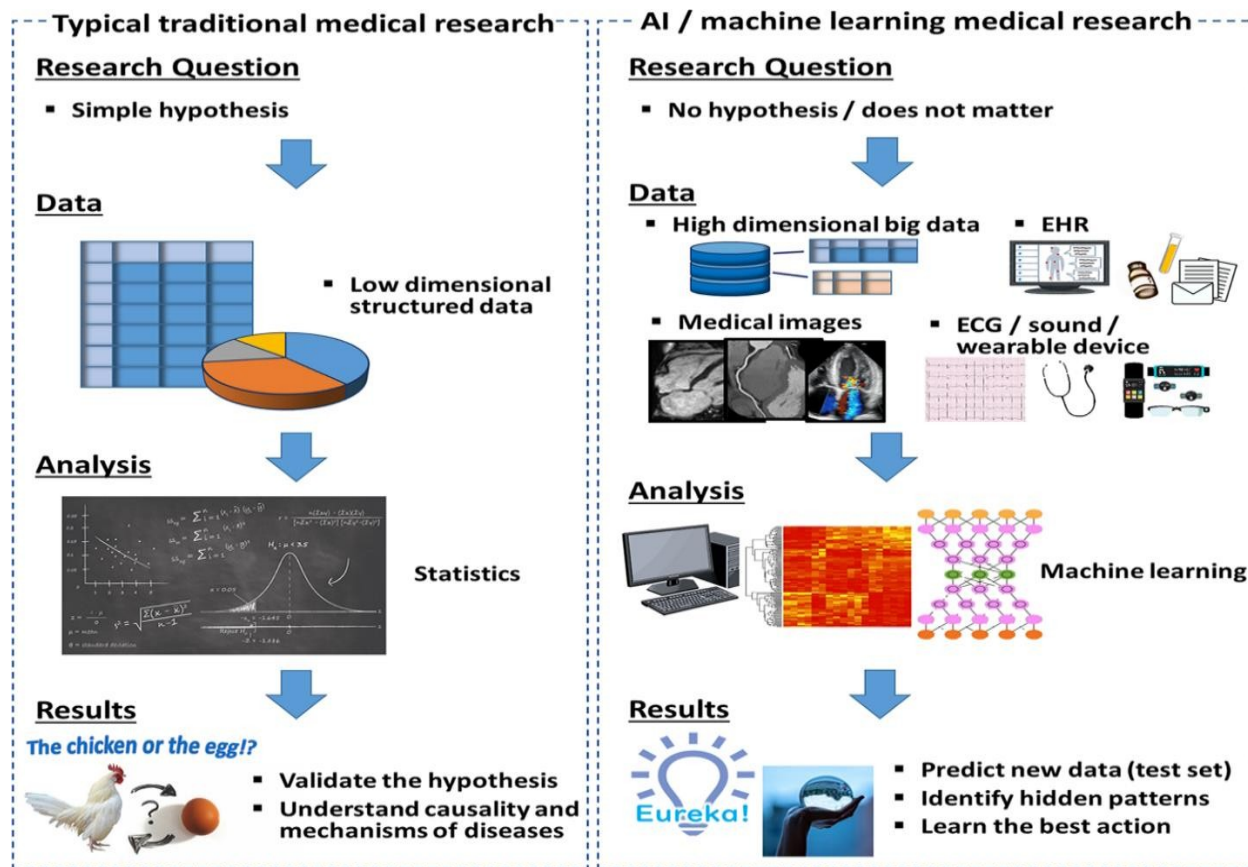 Typical traditional medical research
Research Question
▪ Simple hypothesis
Data
▪ Low dimensional
structured data
Analysis
Statistics
Results
The chicken or the egg!?
?
▪ Validate the hypothesis
▪ Understand causality and
mechanisms of diseases
AI / machine learning medical research
Research Question
▪ No hypothesis / does not matter
Data
▪ High dimensional big data
▪ EHR
▪ Medical images
▪ ECG / sound /
wearable device
Analysis
Machine learning
Results
Eureka!
▪ Predict new data (test set)
▪ Identify hidden patterns
▪ Learn the best action